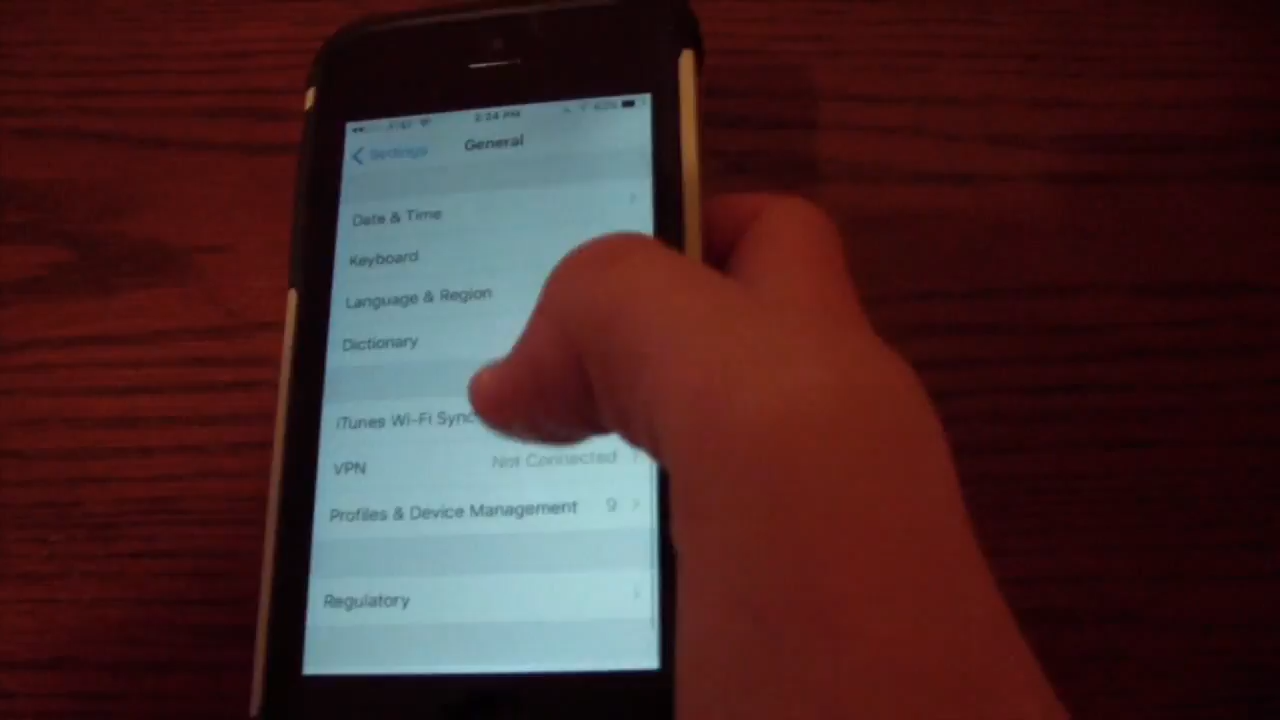 2:24 PM
Settings General
Date & Time
Keyboard
Language & Region
Dictionary
iTunes Wi-Fi Sync
VPN Not Connected
Profiles & Device Management 9
Regulatory